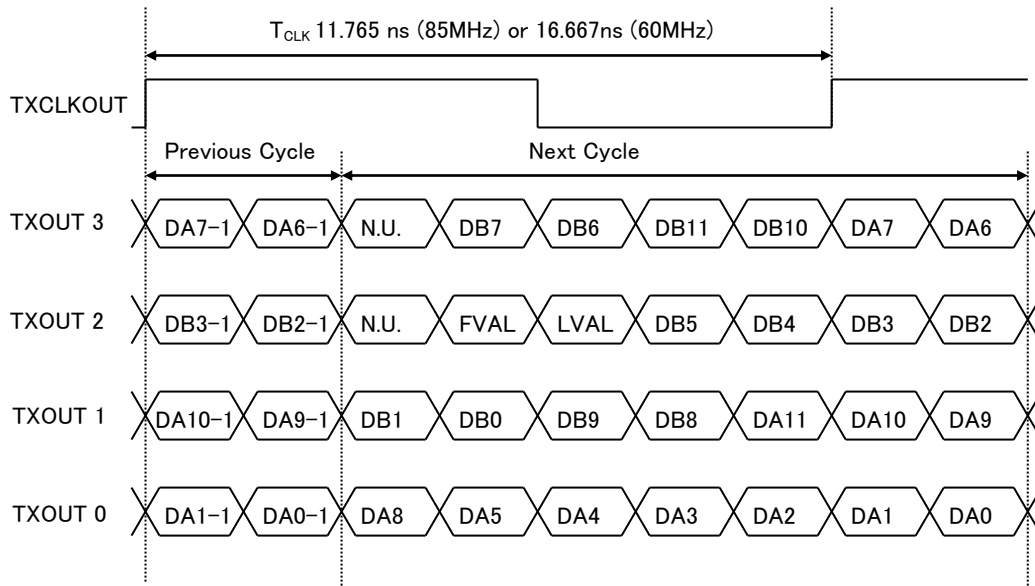 TCLK 11.765 ns (85MHz) or 16.667ns (60MHz)
TXCLKOUT
Previous Cycle Next Cycle
TXOUT 3 DA7-1 DA6-1 N.U. DB7 DB6 DB11 DB10 DA7 DA6
TXOUT 2 DB3-1 DB2-1 N.U. FVAL LVAL DB5 DB4 DB3 DB2
TXOUT 1 DA10-1 DA9-1 DB1 DB0 DB9 DB8 DA11 DA10 DA9
TXOUT 0 DA1-1 DA0-1 DA8 DA5 DA4 DA3 DA2 DA1 DA0